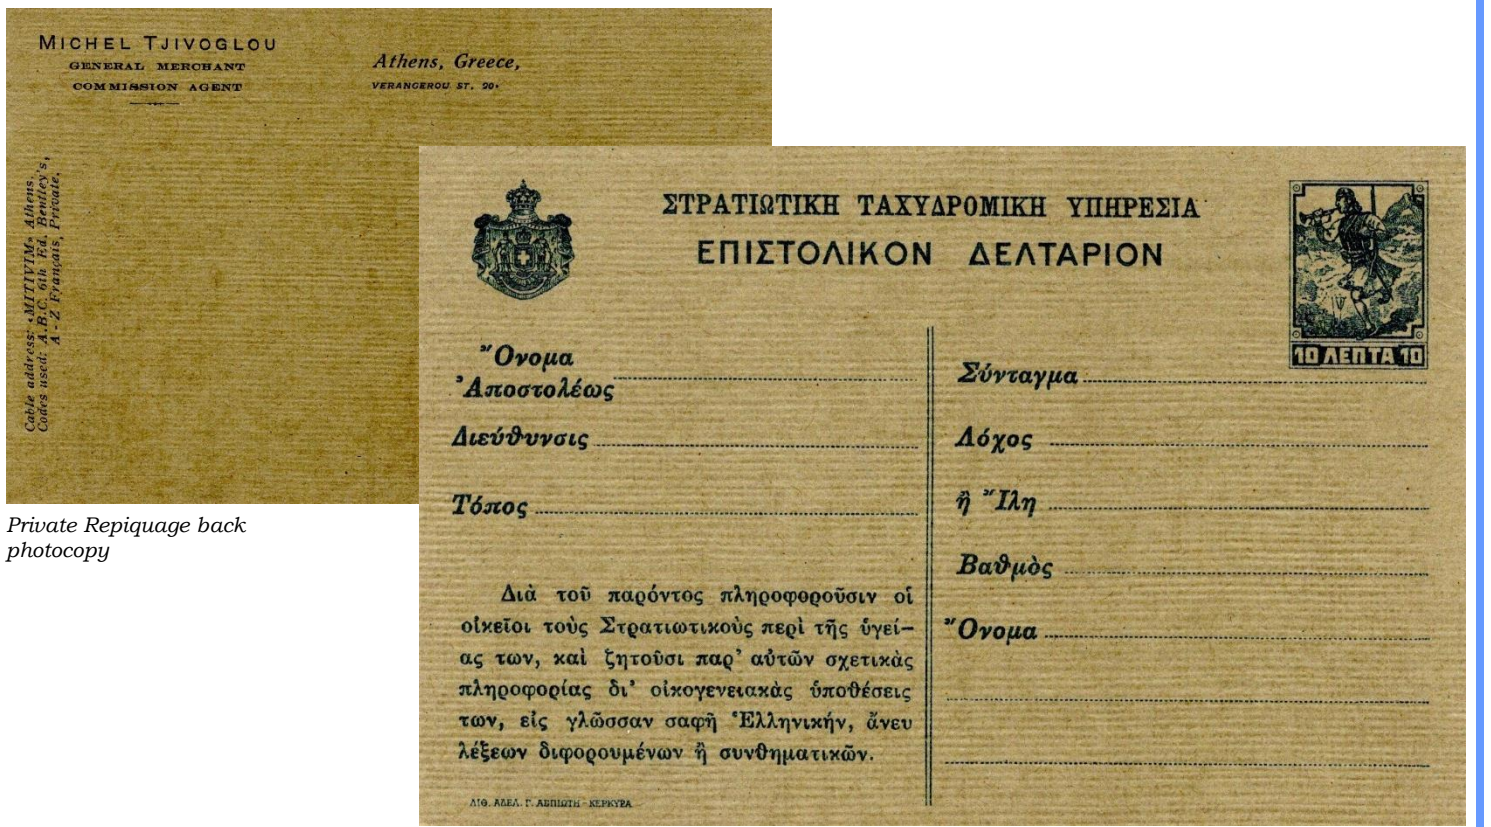 MICHEL TJIVOGLOU
GENERAL MERCHANT
COMMISSION AGENT
Athens, Greece,
VERANGEROU ST. 20.
Cable address: «MITIVIM» Athens.
Codes used: A.B.C. 6th Ed. Bentley's,
A - Z Français, Private.
Private Repiquage back
photocopy
ΣΤΡΑΤΙΩΤΙΚΗ ΤΑΧΥΔΡΟΜΙΚΗ ΥΠΗΡΕΣΙΑ
ΕΠΙΣΤΟΛΙΚΟΝ ΔΕΛΤΑΡΙΟΝ
10 ΛΕΠΤΑ 10
Ὄνομα
Ἀποστολέως
Διεύθυνσις
Τόπος
Διὰ τοῦ παρόντος πληροφοροῦσιν οἱ
οἰκεῖοι τοὺς Στρατιωτικοὺς περὶ τῆς ὑγεί-
ας των, καὶ ζητοῦσι παρ' αὐτῶν σχετικὰς
πληροφορίας δι' οἰκογενειακὰς ὑποθέσεις
των, εἰς γλῶσσαν σαφῆ Ἑλληνικήν, ἄνευ
λέξεων διφορουμένων ἢ συνθηματικῶν.
ΛΙΘ. ΑΔΕΛ. Γ. ΑΣΠΙΩΤΗ - ΚΕΡΚΥΡΑ
Σύνταγμα
Λόχος
ἢ Ἴλη
Βαθμὸς
Ὄνομα